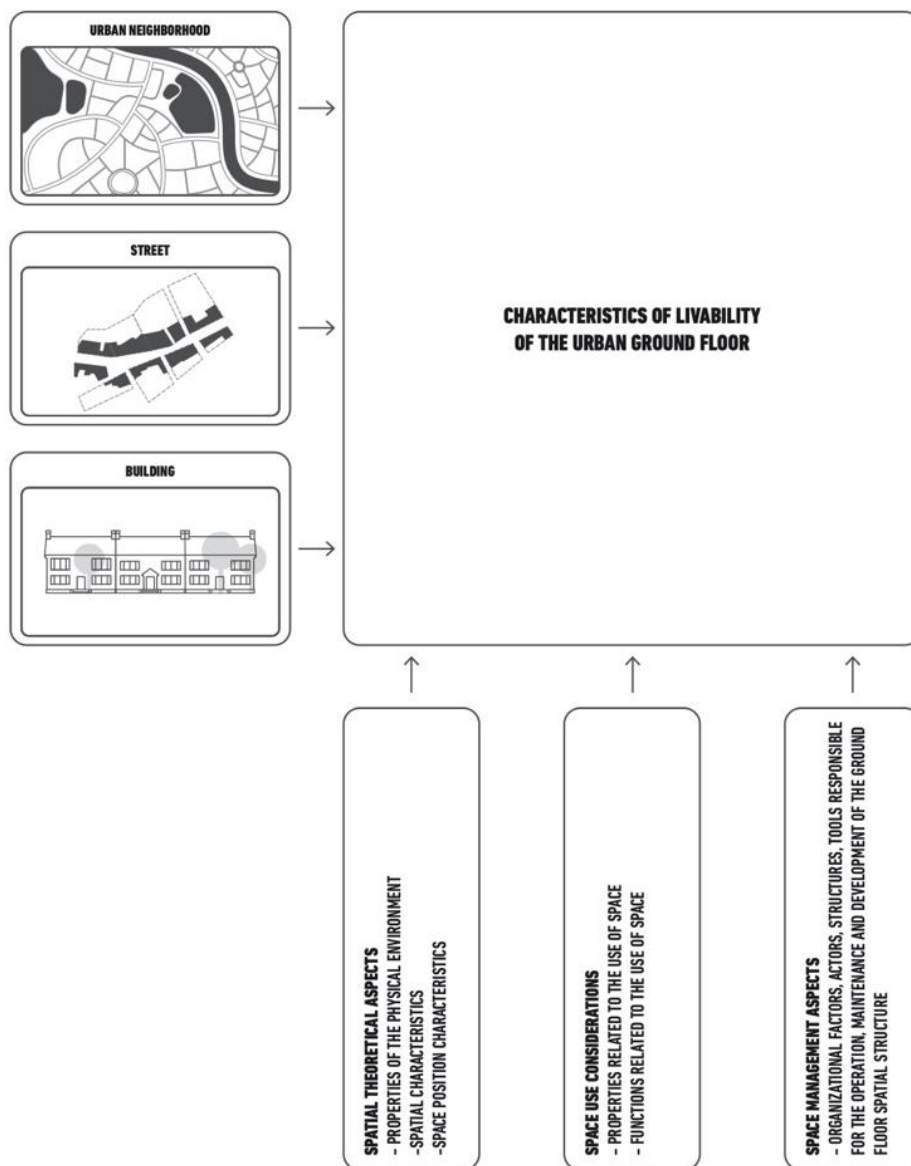 URBAN NEIGHBORHOOD
STREET
BUILDING
CHARACTERISTICS OF LIVABILITY
OF THE URBAN GROUND FLOOR
SPATIAL THEORETICAL ASPECTS
- PROPERTIES OF THE PHYSICAL ENVIRONMENT
-SPATIAL CHARACTERISTICS
-SPACE POSITION CHARACTERISTICS
SPACE USE CONSIDERATIONS
- PROPERTIES RELATED TO THE USE OF SPACE
- FUNCTIONS RELATED TO THE USE OF SPACE
SPACE MANAGEMENT ASPECTS
- ORGANIZATIONAL FACTORS, ACTORS, STRUCTURES, TOOLS RESPONSIBLE
FOR THE OPERATION, MAINTENANCE AND DEVELOPMENT OF THE GROUND
FLOOR SPATIAL STRUCTURE